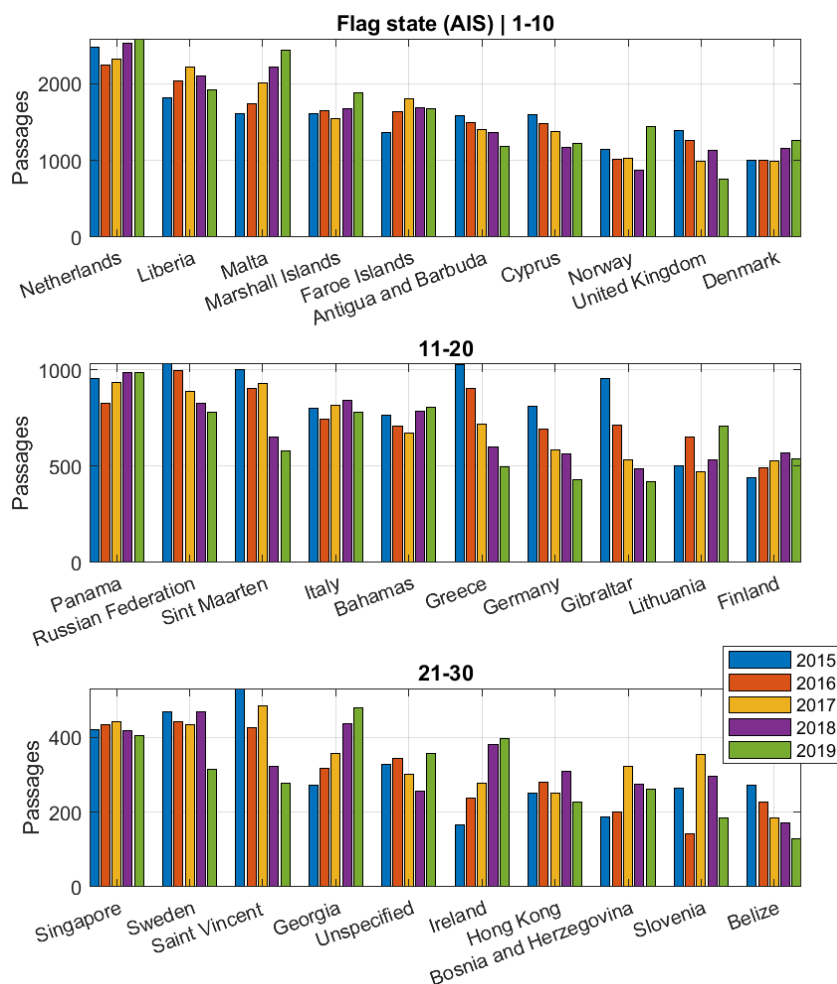 Flag state (AIS) | 1-10
Passages
2000
1000
0
Netherlands
Liberia
Malta
Marshall Islands
Faroe Islands
Antigua and Barbuda
Cyprus
Norway
United Kingdom
Denmark
11-20
Passages
1000
500
0
Panama
Russian Federation
Sint Maarten
Italy
Bahamas
Greece
Germany
Gibraltar
Lithuania
Finland
21-30
Passages
400
200
0
2015
2016
2017
2018
2019
Singapore
Sweden
Saint Vincent
Georgia
Unspecified
Ireland
Hong Kong
Bosnia and Herzegovina
Slovenia
Belize